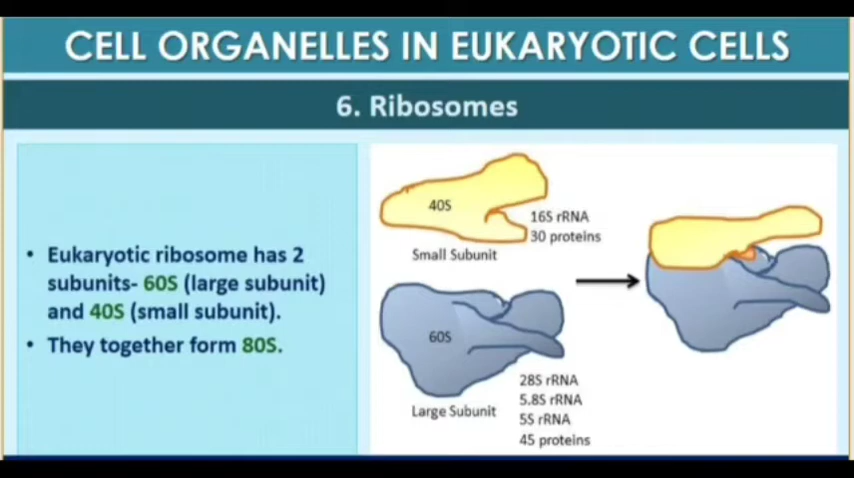 CELL ORGANELLES IN EUKARYOTIC CELLS
6. Ribosomes
• Eukaryotic ribosome has 2
subunits- 60S (large subunit)
and 40S (small subunit).
• They together form 80S.
40S
16S rRNA
30 proteins
Small Subunit
60S
28S rRNA
5.8S rRNA
5S rRNA
45 proteins
Large Subunit